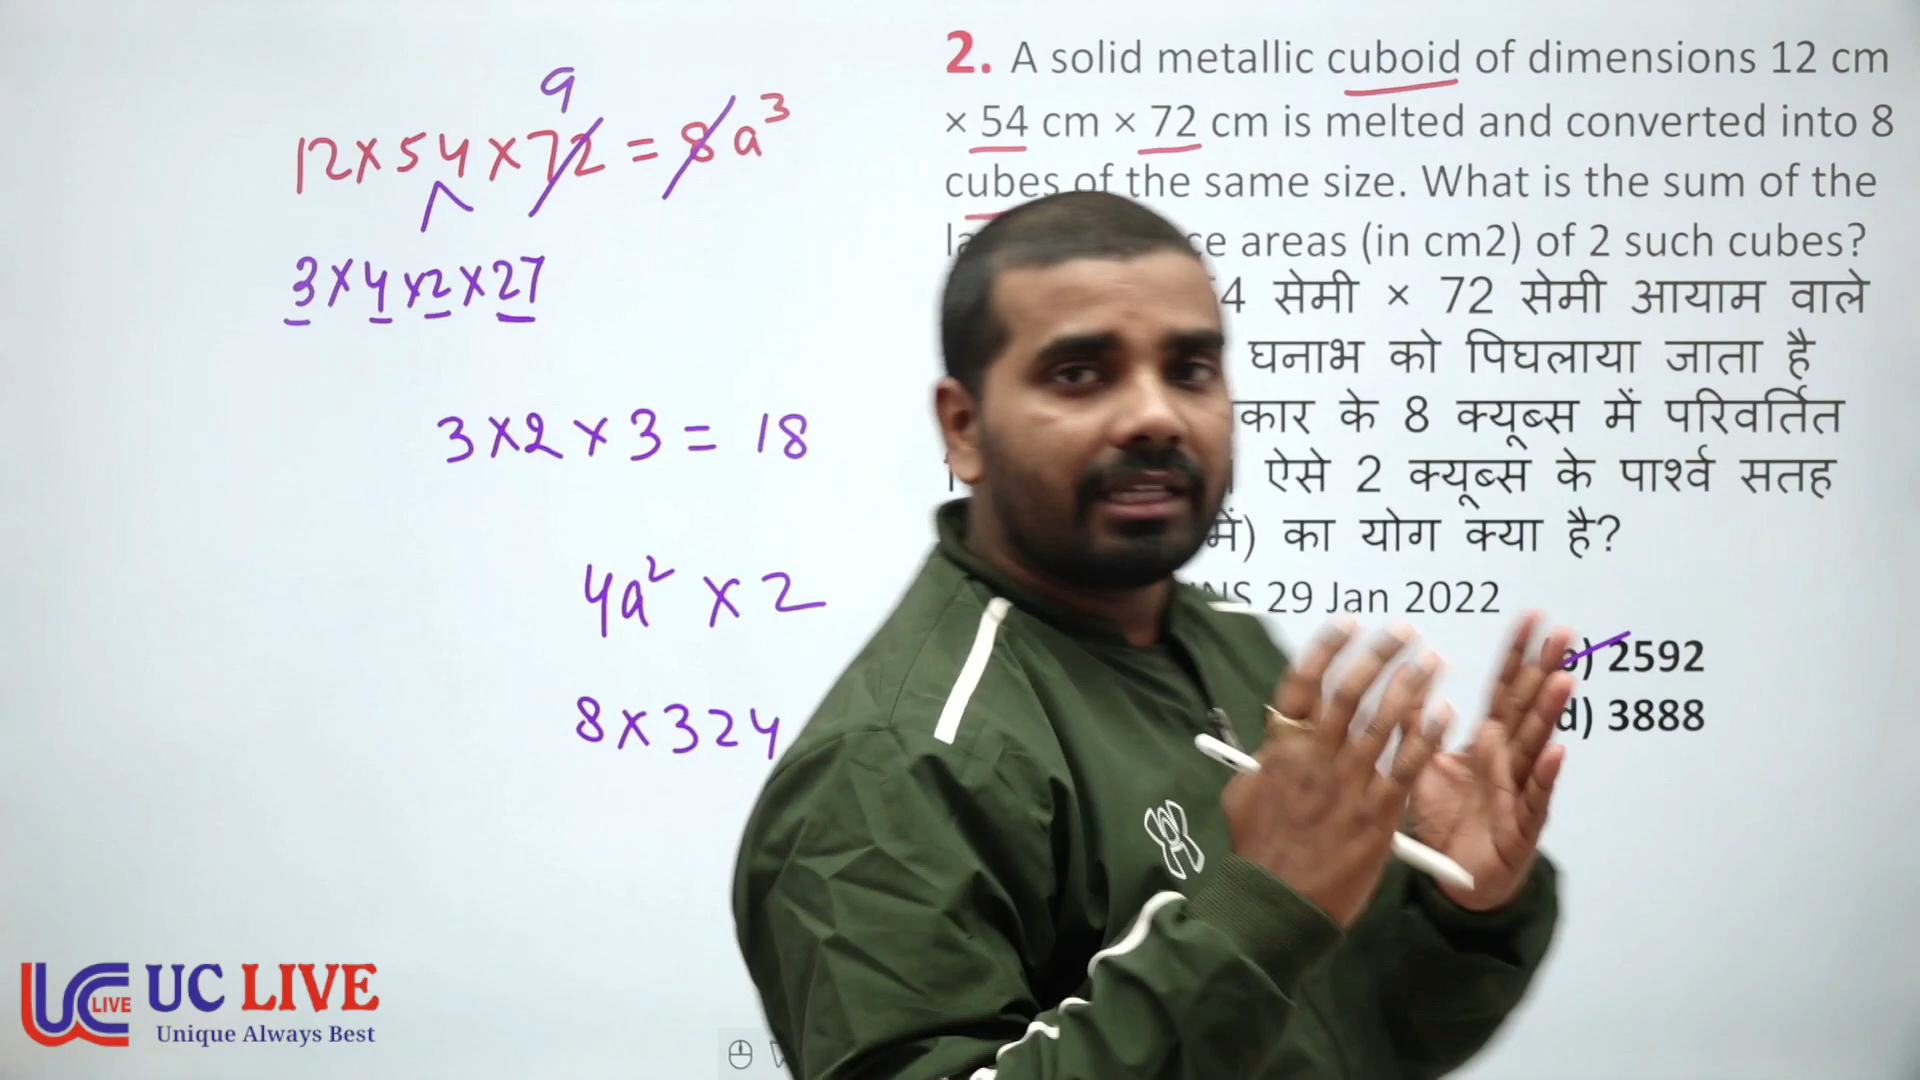 9
12×54×72 = 8a³
3×4×2×27
3×2×3 = 18
4a² × 2
8×324
2. A solid metallic cuboid of dimensions 12 cm
× 54 cm × 72 cm is melted and converted into 8
cubes of the same size. What is the sum of the
areas (in cm2) of 2 such cubes?
सेमी × 72 सेमी आयाम वाले
घनाभ को पिघलाया जाता है
के 8 क्यूब्स में परिवर्तित
ऐसे 2 क्यूब्स के पार्श्व सतह
में) का योग क्या है?
29 Jan 2022
b) 2592
d) 3888
LIVE
UC LIVE
Unique Always Best